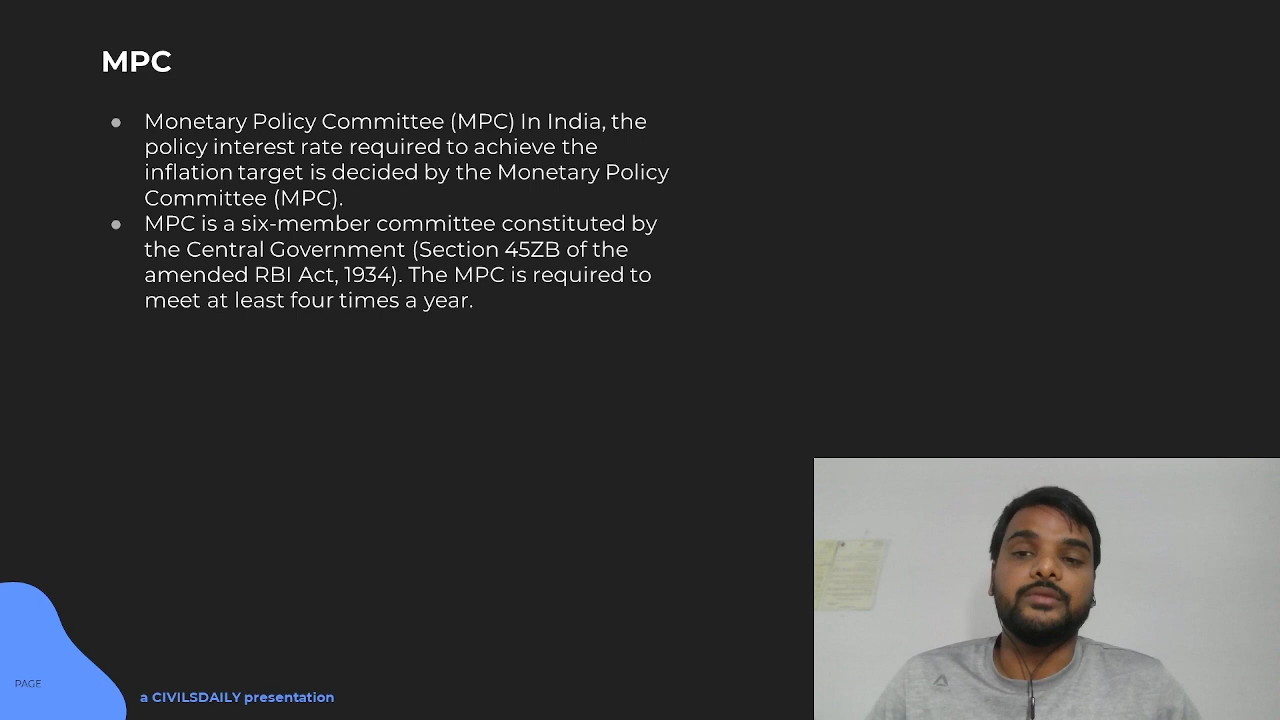 MPC
● Monetary Policy Committee (MPC) In India, the
policy interest rate required to achieve the
inflation target is decided by the Monetary Policy
Committee (MPC).
● MPC is a six-member committee constituted by
the Central Government (Section 45ZB of the
amended RBI Act, 1934). The MPC is required to
meet at least four times a year.
PAGE
a CIVILSDAILY presentation